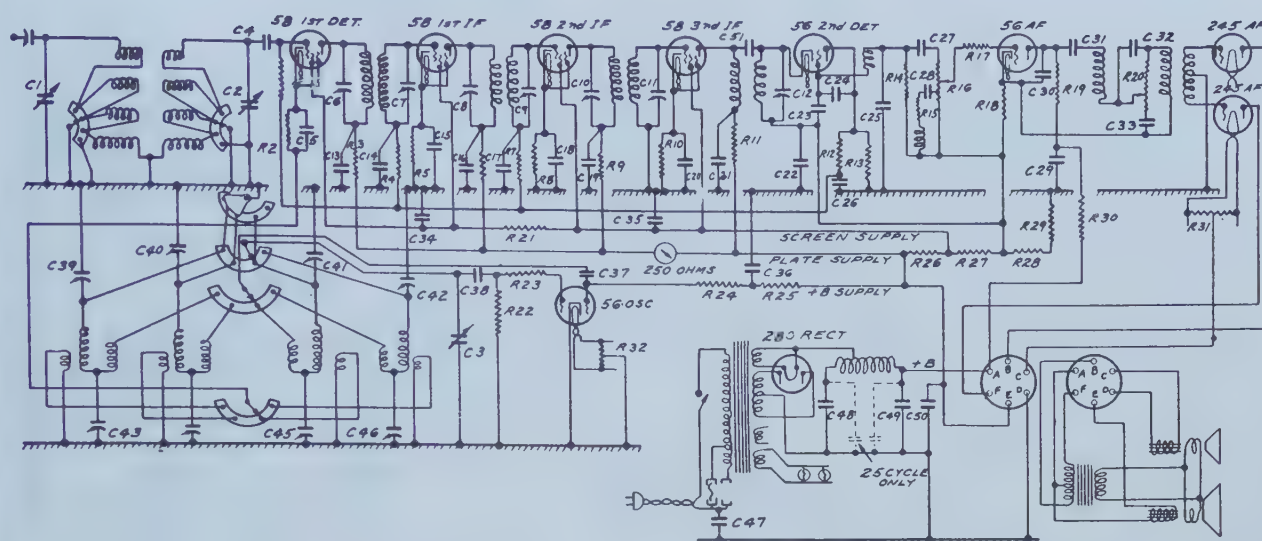 58 1ST DET.
58 1ST IF
58 2nd IF
58 3rd IF
56 2nd DET
56 AF
245 AF
245 AF
C1
C2
C4
C6
C7
C8
C9
C10
C11
C51
C12
C24
C23
C25
C27
C28
R14
R15
R16
R17
R18
C30
R19
C31
R20
C32
C33
R2
C13
R3
C14
R4
R5
C15
C16
C17
R7
R8
C18
C19
R9
R10
C20
C21
R11
C22
R12
R13
C26
C29
C34
R21
C35
SCREEN SUPPLY
R29
R30
R31
250 OHMS
PLATE SUPPLY
R26
R27
R28
C39
C40
C41
C42
C38
R23
C37
C36
R24
R25
+B SUPPLY
R22
56 OSC
C3
R32
280 RECT
+B
C48
C49
C50
25 CYCLE
ONLY
C47
C43
C45
C46
A
B
C
F
E
D
A
B
C
F
E
D